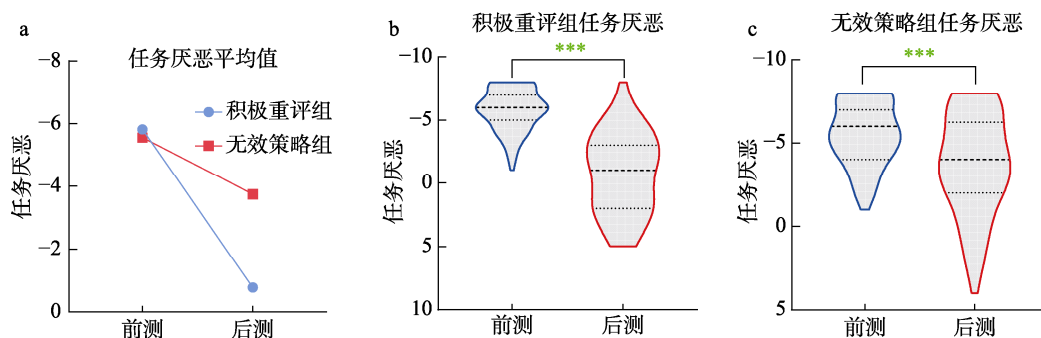 a
任务厌恶平均值
任务厌恶
−8
−6
−4
−2
0
积极重评组
无效策略组
前测
后测
b
积极重评组任务厌恶
***
任务厌恶
−10
−5
0
5
10
前测
后测
c
无效策略组任务厌恶
***
任务厌恶
−10
−5
0
5
前测
后测